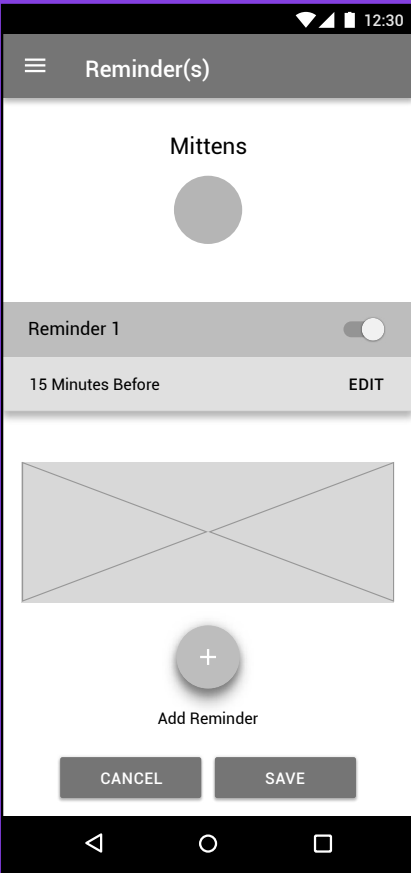 12:30
Reminder(s)
Mittens
Reminder 1
15 Minutes Before EDIT
Add Reminder
CANCEL SAVE